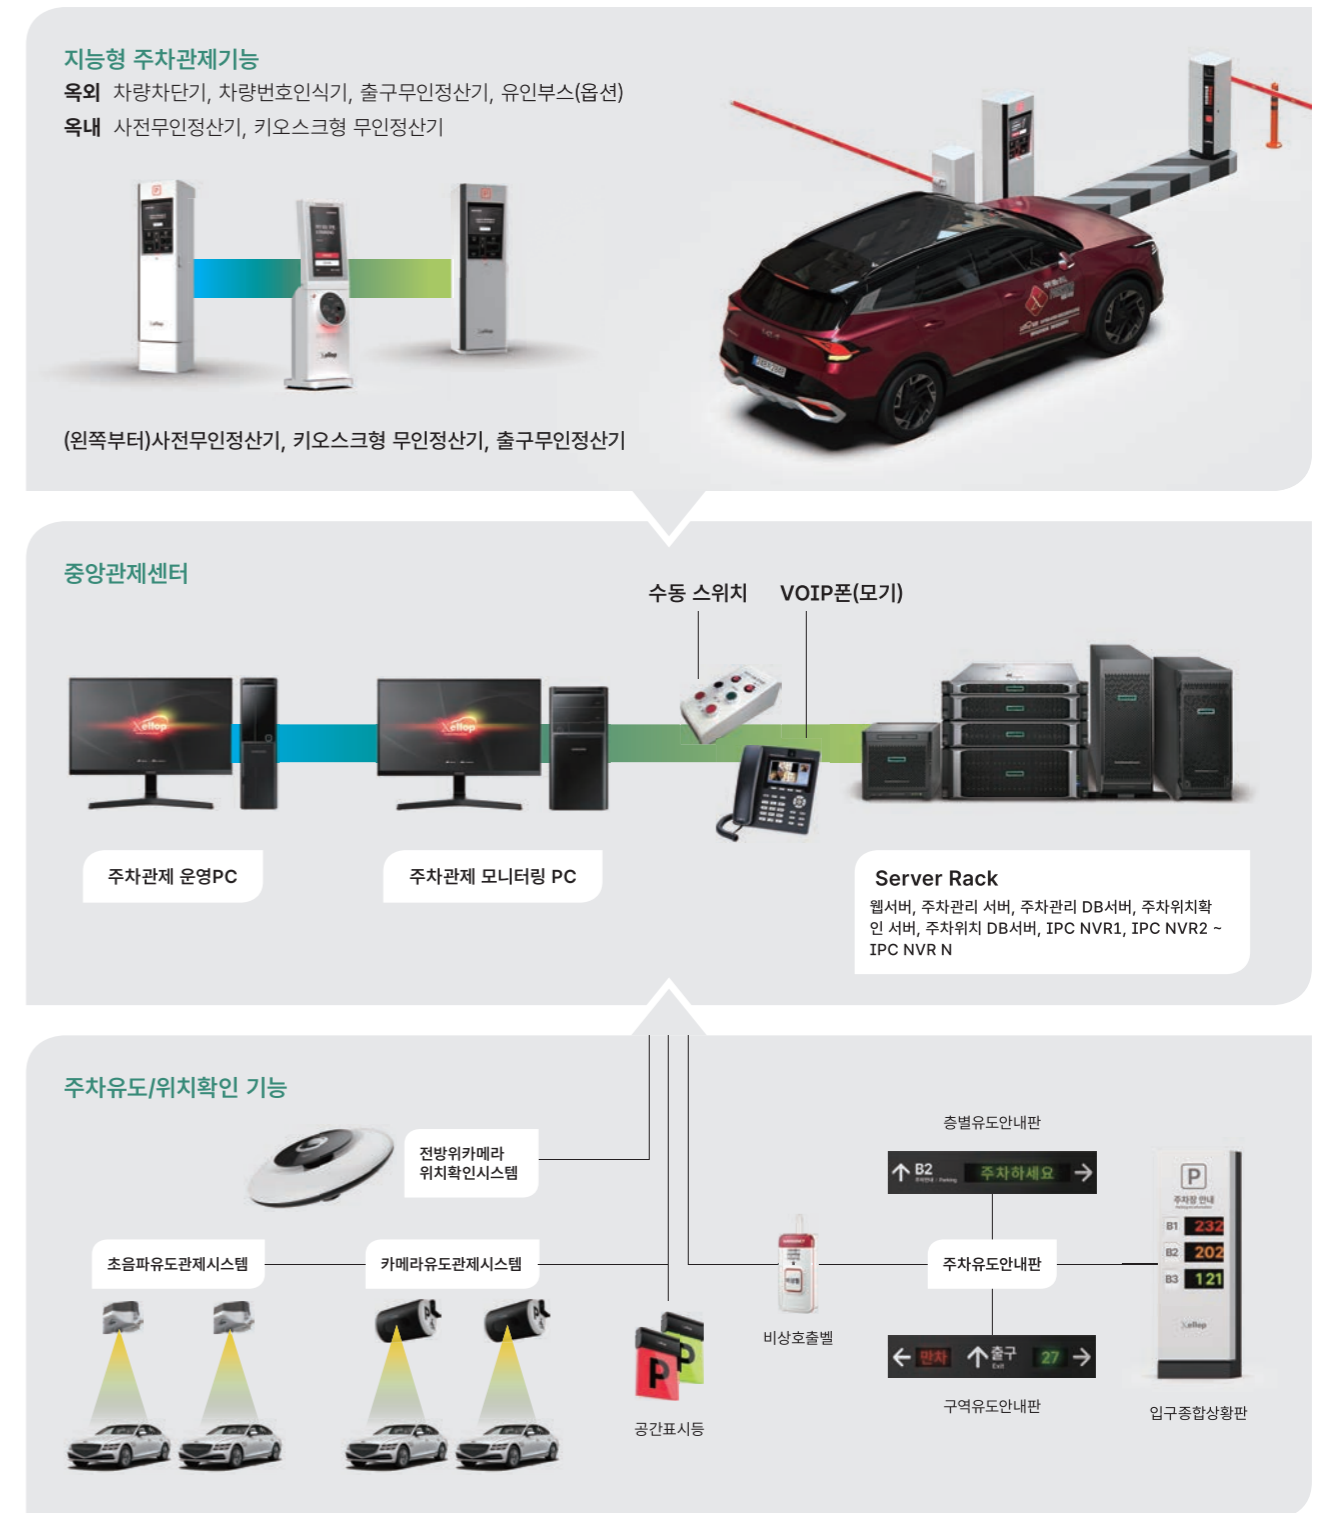 지능형 주차관제기능
옥외 차량차단기, 차량번호인식기, 출구무인정산기, 유인부스(옵션)
옥내 사전무인정산기, 키오스크형 무인정산기
P
P
Xellop
Xellop
(왼쪽부터)사전무인정산기, 키오스크형 무인정산기, 출구무인정산기
중앙관제센터
수동 스위치
VOIP폰(모기)
Xellop
Xellop
주차관제 운영PC
주차관제 모니터링 PC
Server Rack
웹서버, 주차관리 서버, 주차관리 DB서버, 주차위치확
인 서버, 주차위치 DB서버, IPC NVR1, IPC NVR2 ~
IPC NVR N
주차유도/위치확인 기능
전방위카메라
위치확인시스템
층별유도안내판
B2
주차하세요
P
주차장 안내
B1 232
B2 202
B3 121
Xellop
초음파유도관제시스템
카메라유도관제시스템
주차유도안내판
비상호출벨
만차
출구
Exit
27
P
공간표시등
구역유도안내판
입구종합상황판